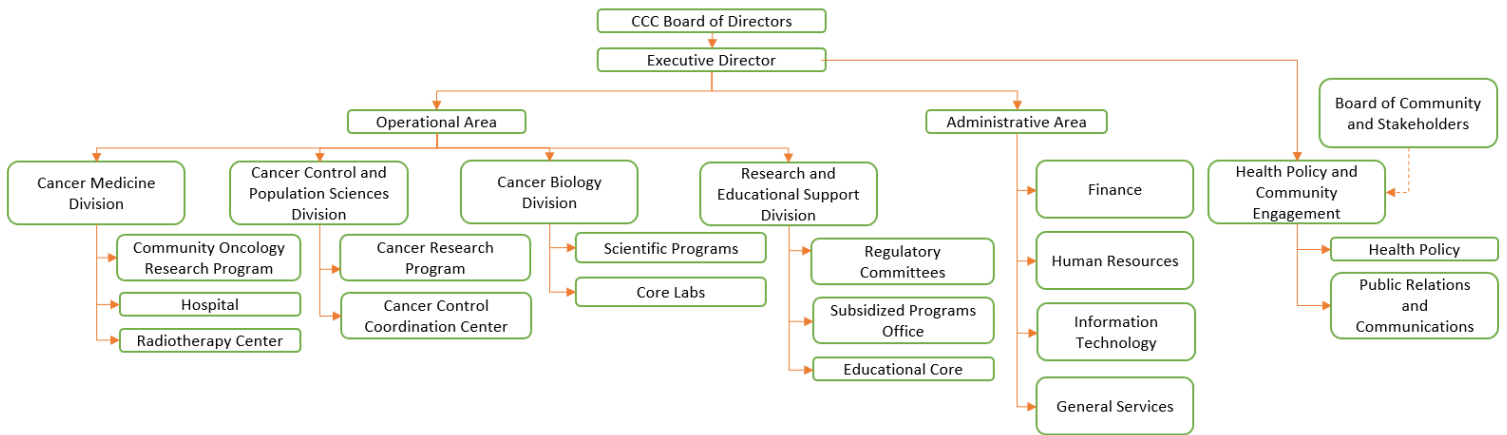 CCC Board of Directors
Executive Director
Operational Area
Administrative Area
Board of Community
and Stakeholders
Cancer Medicine
Division
Cancer Control and
Population Sciences
Division
Cancer Biology
Division
Research and
Educational Support
Division
Finance
Health Policy and
Community
Engagement
Community Oncology
Research Program
Hospital
Radiotherapy Center
Cancer Research
Program
Cancer Control
Coordination Center
Scientific Programs
Core Labs
Regulatory
Committees
Subsidized Programs
Office
Educational Core
Human Resources
Information
Technology
General Services
Health Policy
Public Relations
and
Communications